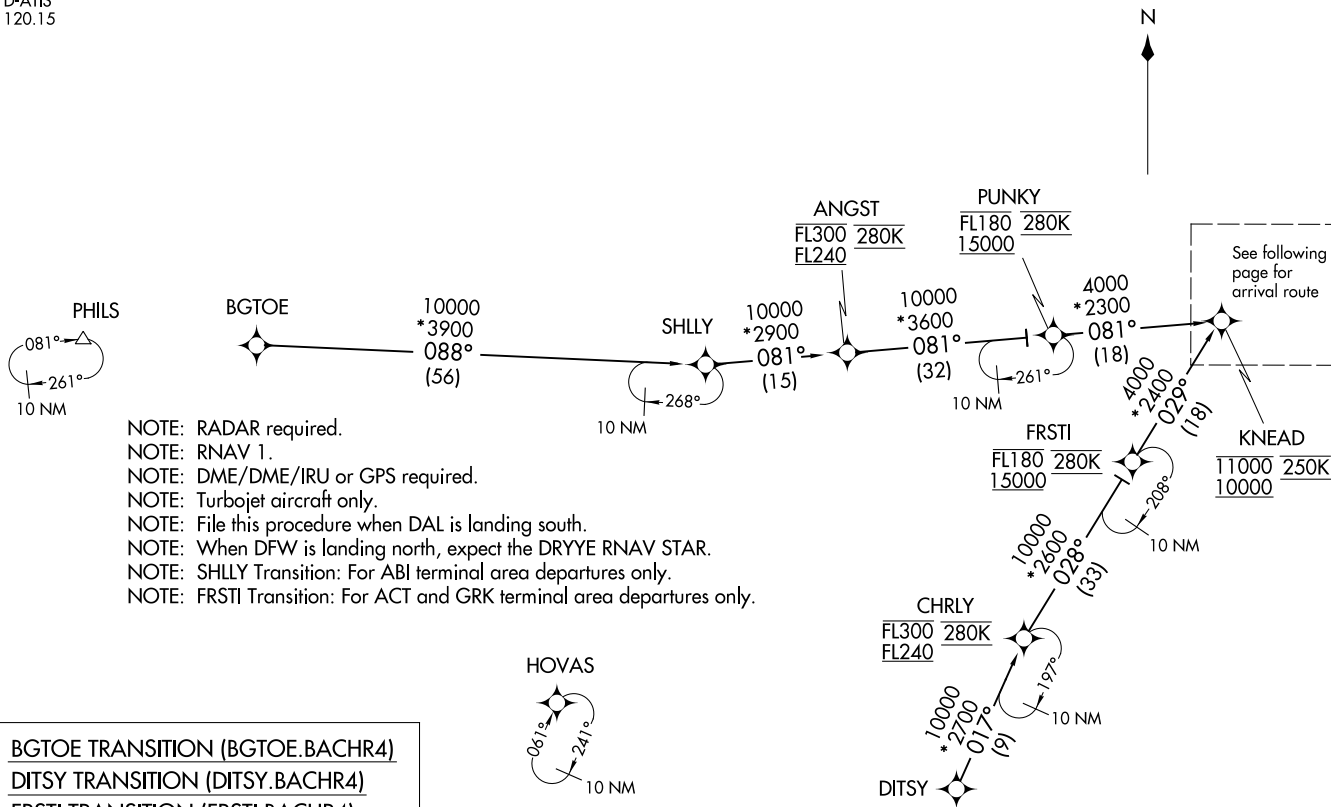 D-ATIS
120.15
N
PHILS
081°
261°
10 NM
BGTOE
10000
*3900
088°
(56)
SHLLY
268°
10 NM
10000
*2900
081°
(15)
ANGST
FL300 280K
FL240
10000
*3600
081°
(32)
PUNKY
FL180 280K
15000
261°
10 NM
4000
*2300
081°
(18)
See following
page for
arrival route
KNEAD
11000 250K
10000
4000
*2400
029°
(18)
FRSTI
FL180 280K
15000
208°
10 NM
10000
*2600
028°
(33)
CHRLY
FL300 280K
FL240
197°
10 NM
10000
*2700
017°
(9)
DITSY
NOTE: RADAR required.
NOTE: RNAV 1.
NOTE: DME/DME/IRU or GPS required.
NOTE: Turbojet aircraft only.
NOTE: File this procedure when DAL is landing south.
NOTE: When DFW is landing north, expect the DRYYE RNAV STAR.
NOTE: SHLLY Transition: For ABI terminal area departures only.
NOTE: FRSTI Transition: For ACT and GRK terminal area departures only.
HOVAS
061°
241°
10 NM
BGTOE TRANSITION (BGTOE.BACHR4)
DITSY TRANSITION (DITSY.BACHR4)
FRSTI TRANSITION (FRSTI.BACHR4)